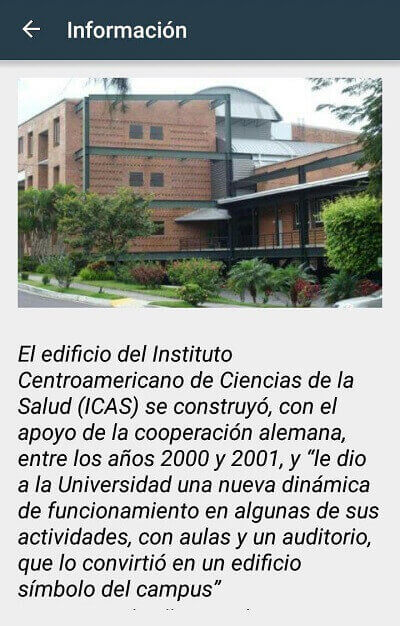 Información
El edificio del Instituto
Centroamericano de Ciencias de la
Salud (ICAS) se construyó, con el
apoyo de la cooperación alemana,
entre los años 2000 y 2001, y “le dio
a la Universidad una nueva dinámica
de funcionamiento en algunas de sus
actividades, con aulas y un auditorio,
que lo convirtió en un edificio
símbolo del campus”